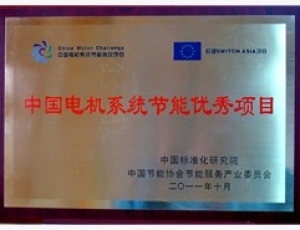 China Motor Challenge
中国电机系统节能挑战项目
欧盟SWITCH ASIA项目
中国电机系统节能优秀项目
中国标准化研究院
中国节能协会节能服务产业委员会
二〇一一年十月